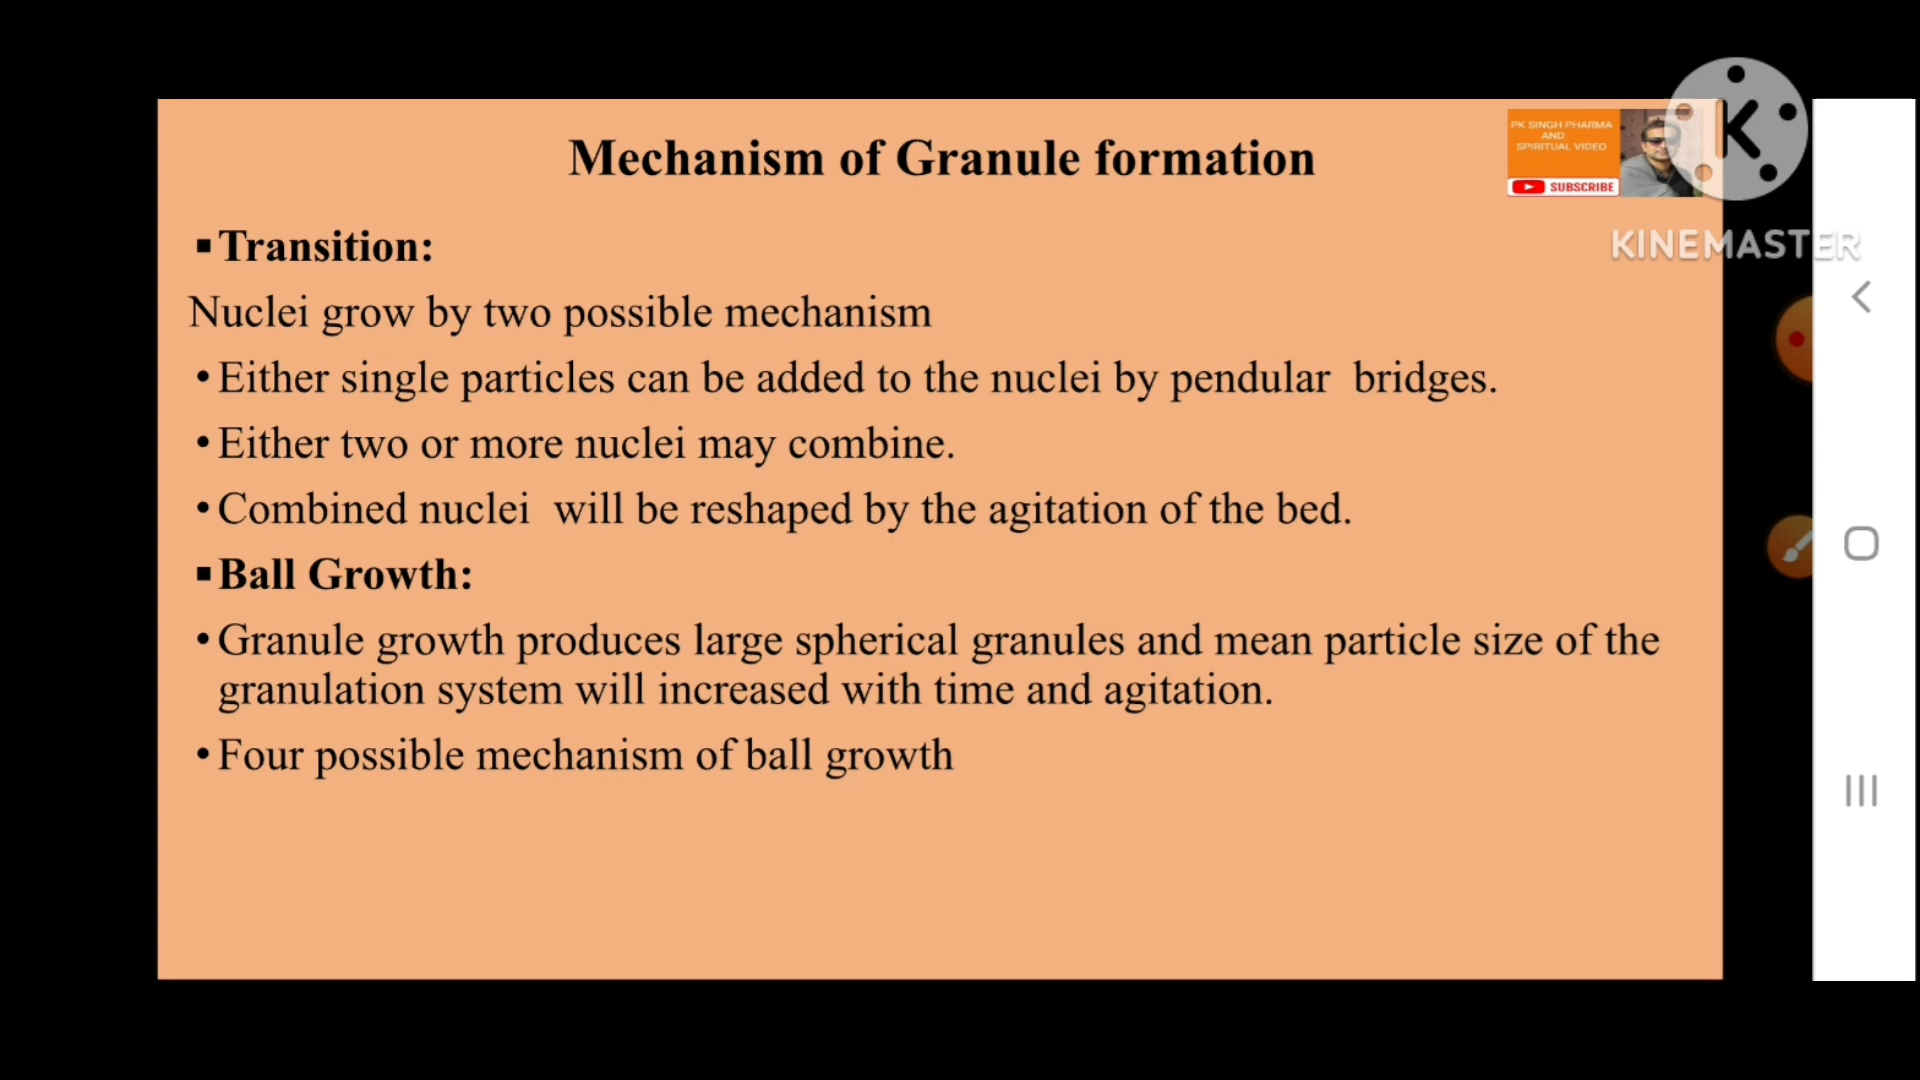 Mechanism of Granule formation
PK SINGH PHARMA
AND
SPIRITUAL VIDEO
SUBSCRIBE
K
KINEMASTER
▪Transition:
Nuclei grow by two possible mechanism
•Either single particles can be added to the nuclei by pendular bridges.
•Either two or more nuclei may combine.
•Combined nuclei will be reshaped by the agitation of the bed.
▪Ball Growth:
•Granule growth produces large spherical granules and mean particle size of the
granulation system will increased with time and agitation.
•Four possible mechanism of ball growth